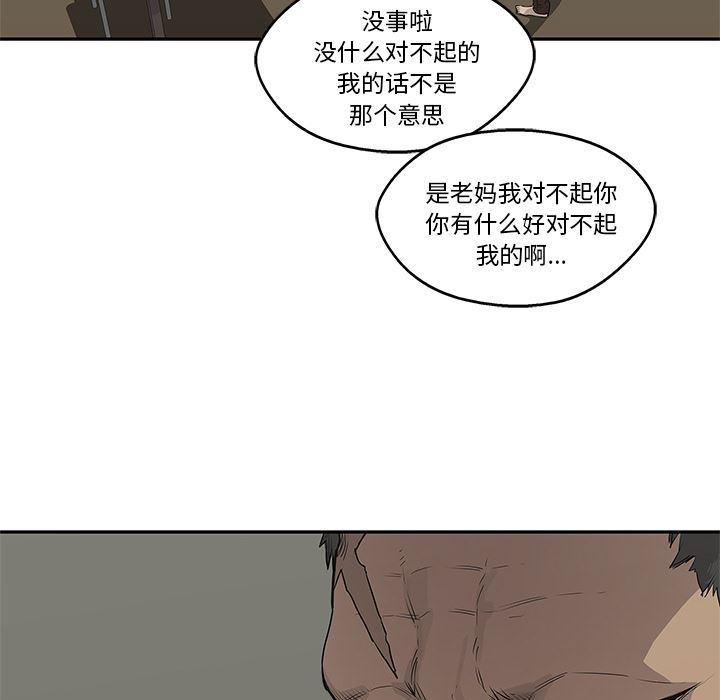 没事啦
没什么对不起的
我的话不是
那个意思
是老妈我对不起你
你有什么好对不起
我的啊...